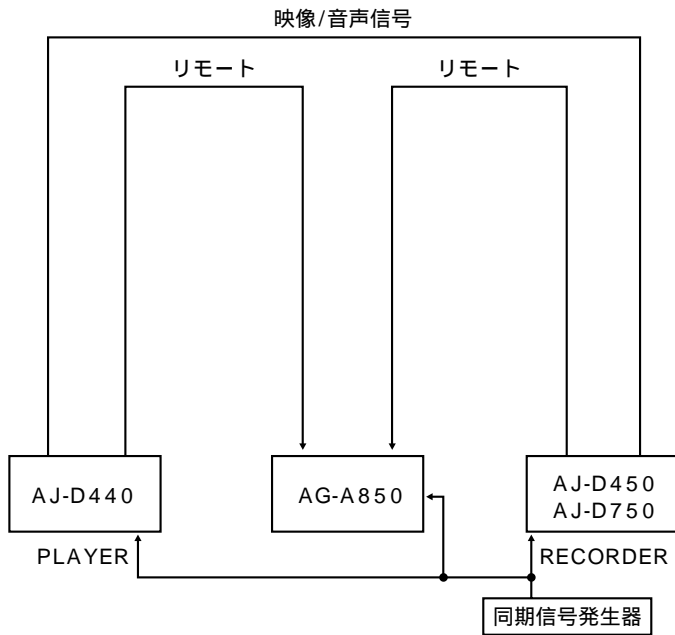 映像/音声信号
リモート
リモート
AJ-D440
AG-A850
AJ-D450
AJ-D750
PLAYER
RECORDER
同期信号発生器